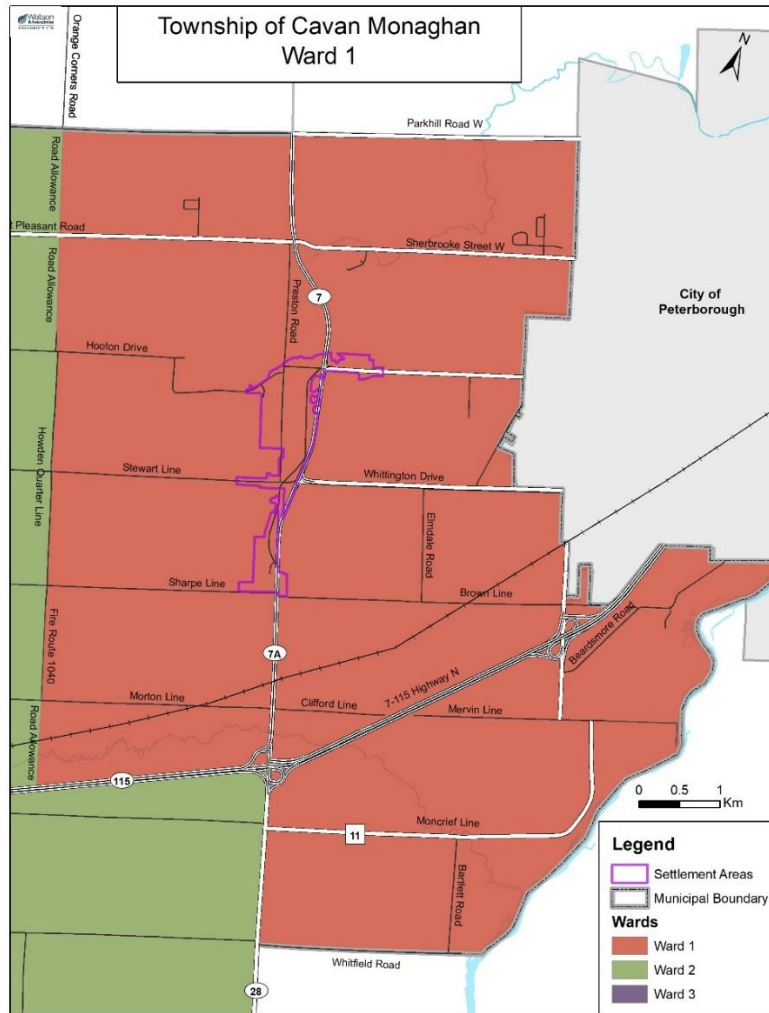 Watson
& Associates
Orange Corners Road
Township of Cavan Monaghan
Ward 1
N
Parkhill Road W
Road Allowance
t Pleasant Road
Sherbrooke Street W
Road Allowance
Preston Road
7
City of
Peterborough
Hooton Drive
Howden Quarter Line
Stewart Line
Whittington Drive
Elmdale Road
Sharpe Line
Brown Line
Fire Route 1040
7A
Beardsmore Road
7-115 Highway N
Morton Line
Clifford Line
Mervin Line
Road Allowance
115
0 0.5 1
Km
Moncrief Line
11
Bartlett Road
Legend
Settlement Areas
Municipal Boundary
Wards
Ward 1
Ward 2
Ward 3
Whitfield Road
28